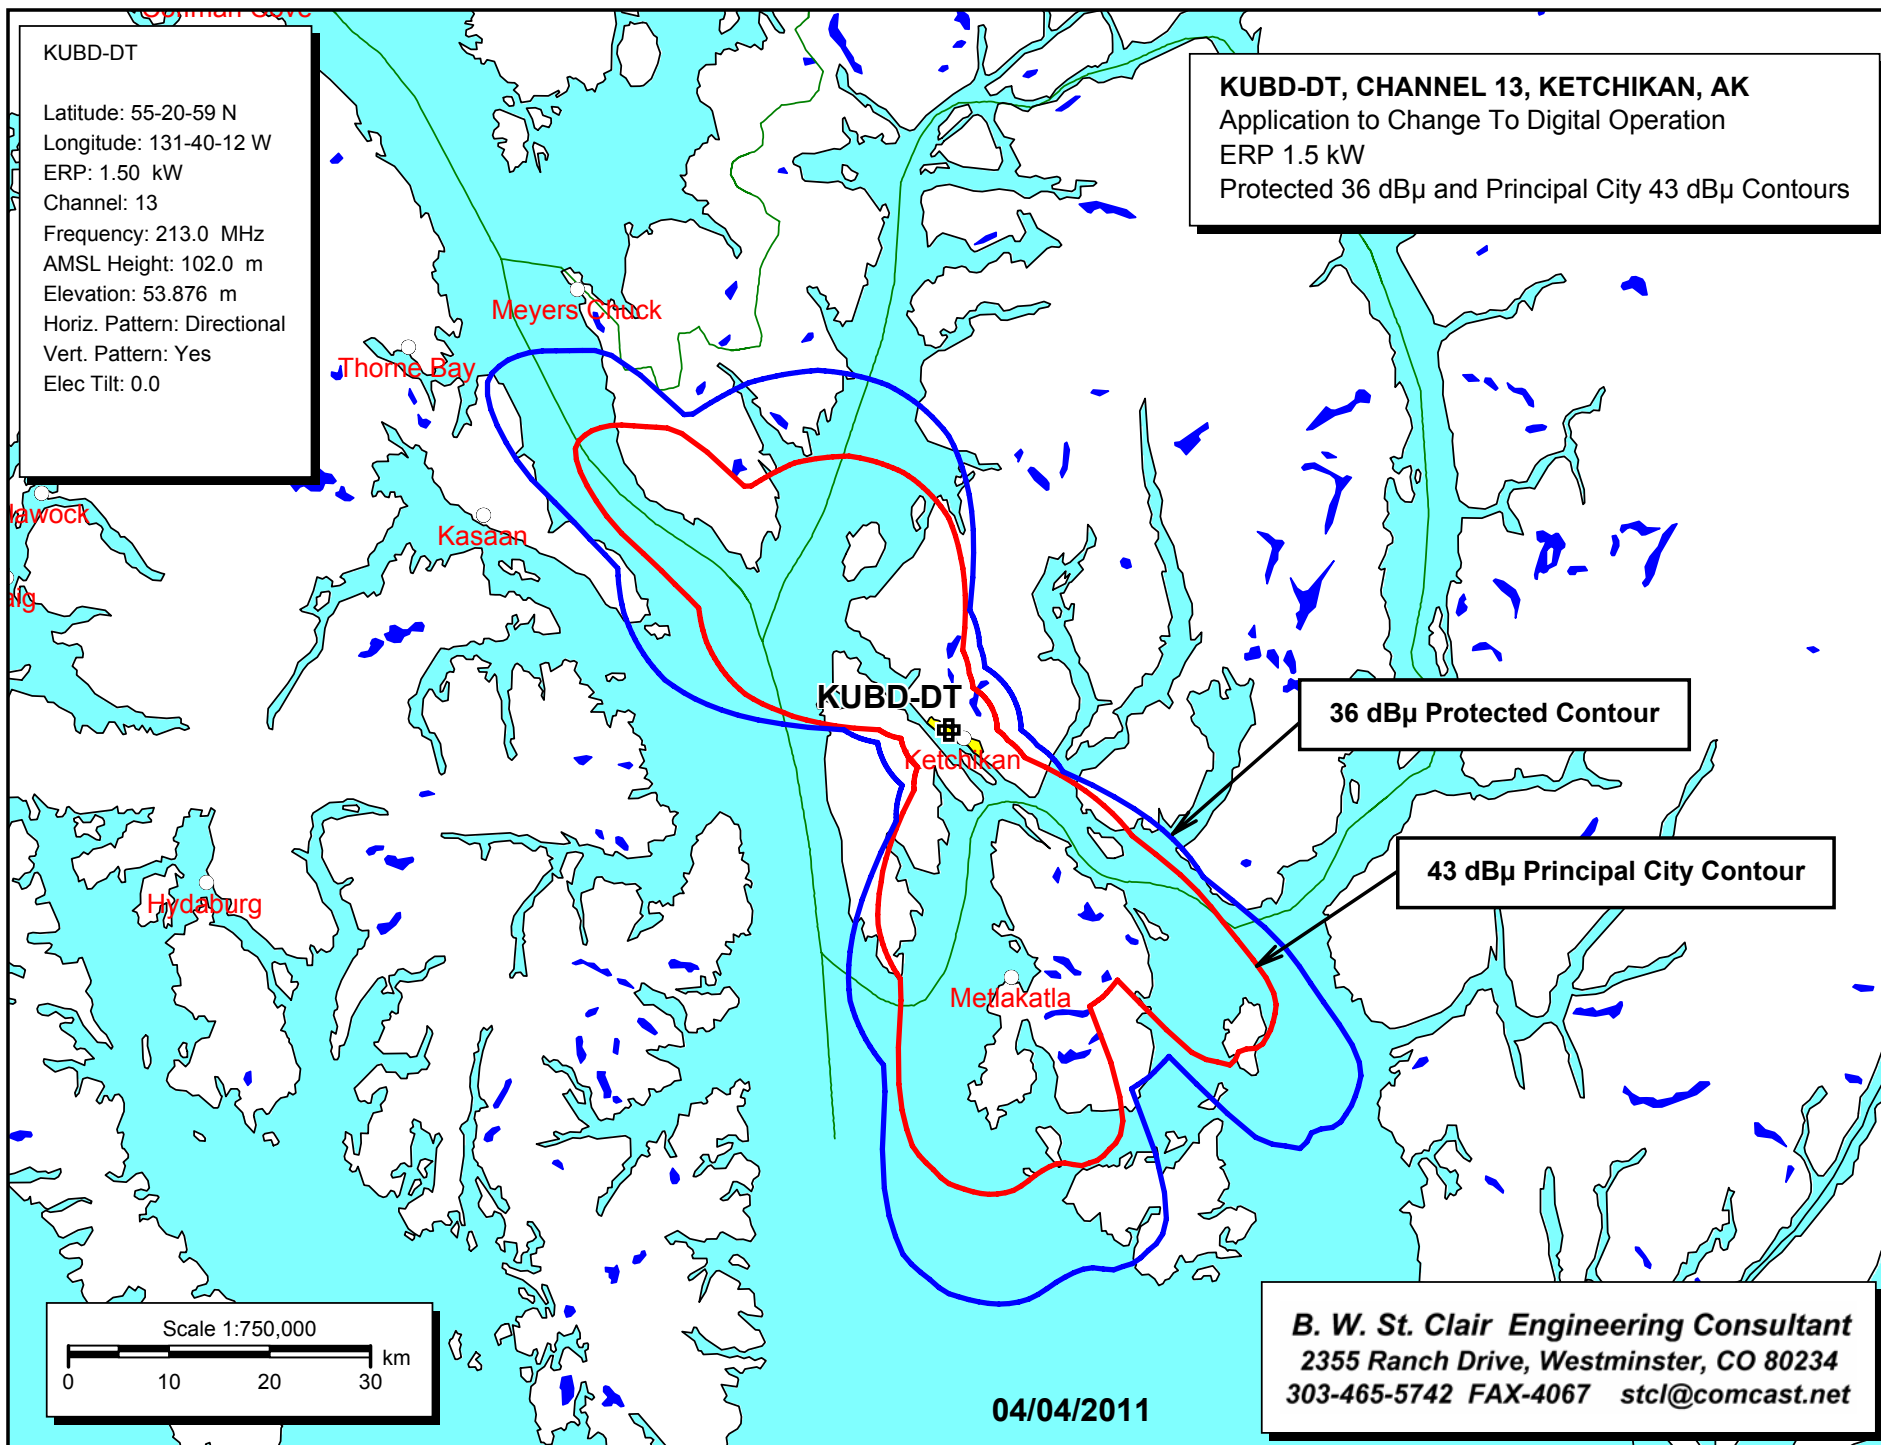 Coffman Cove
KUBD-DT
Latitude: 55-20-59 N
Longitude: 131-40-12 W
ERP: 1.50 kW
Channel: 13
Frequency: 213.0 MHz
AMSL Height: 102.0 m
Elevation: 53.876 m
Horiz. Pattern: Directional
Vert. Pattern: Yes
Elec Tilt: 0.0
KUBD-DT, CHANNEL 13, KETCHIKAN, AK
Application to Change To Digital Operation
ERP 1.5 kW
Protected 36 dBµ and Principal City 43 dBµ Contours
Meyers Chuck
Thorne Bay
lawock
Kasaan
aig
KUBD-DT
Ketchikan
36 dBµ Protected Contour
43 dBµ Principal City Contour
Hydaburg
Metlakatla
Scale 1:750,000
km
0 10 20 30
04/04/2011
B. W. St. Clair Engineering Consultant
2355 Ranch Drive, Westminster, CO 80234
303-465-5742 FAX-4067 stcl@comcast.net